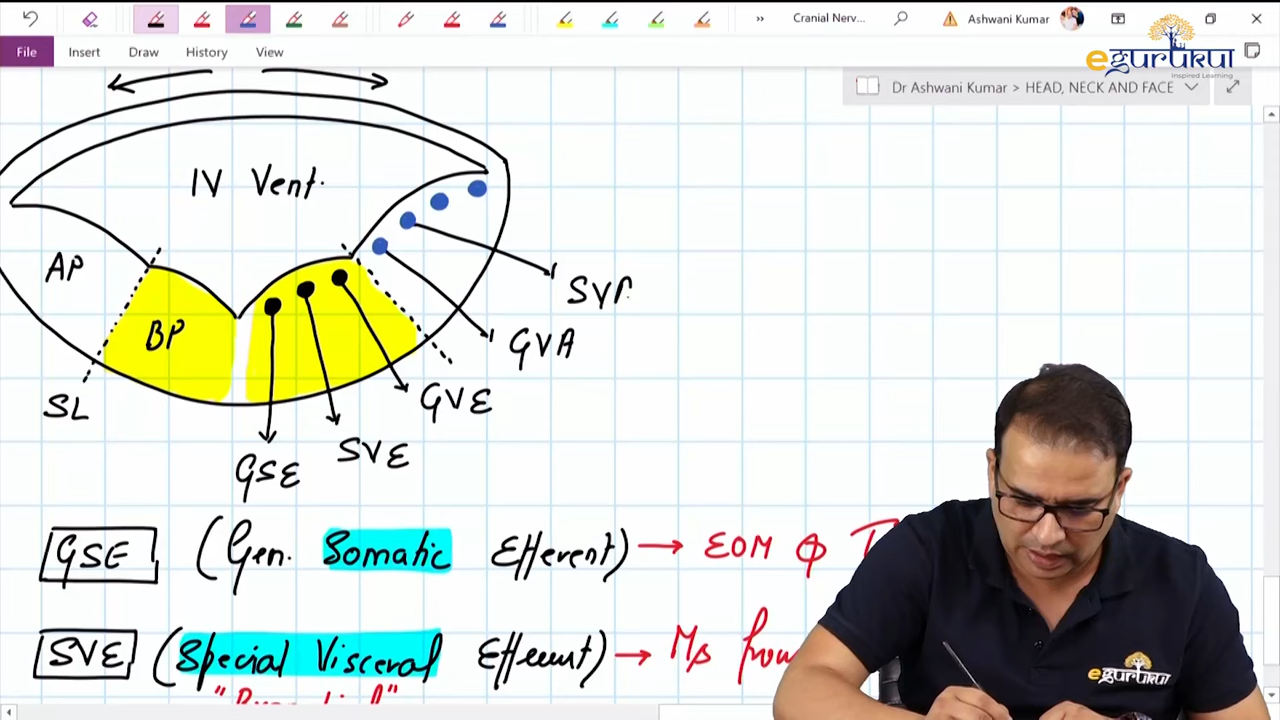 Cranial Nerv...
Ashwani Kumar
File Insert Draw History View
eGurukul
Inspired Learning
Dr Ashwani Kumar > HEAD, NECK AND FACE
IV Vent.
AP
BP
SL
GVA
GVE
SVE
GSE
GSE (Gen. Somatic Efferent) → EOM
SVE (Special Visceral Efferent) → Ms from
eGurukul